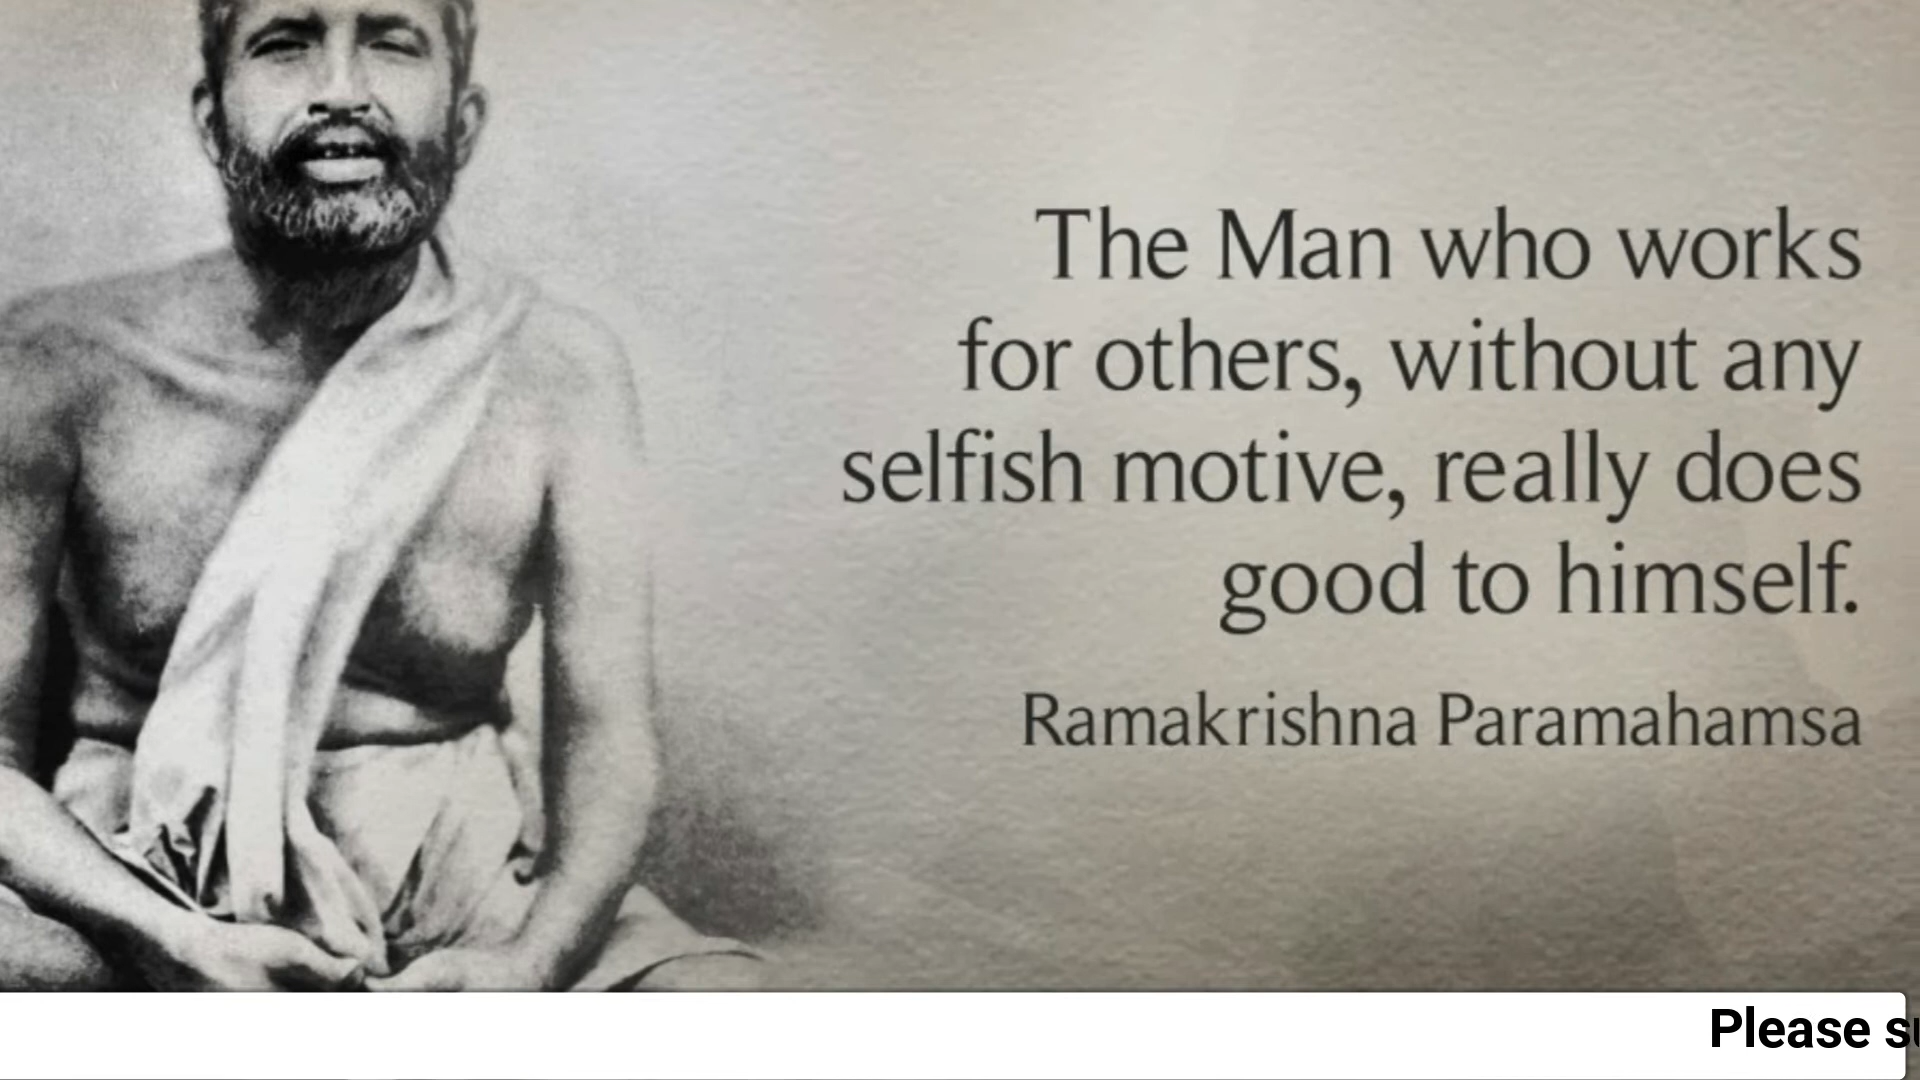 The Man who works
for others, without any
selfish motive, really does
good to himself.
Ramakrishna Paramahamsa
Please